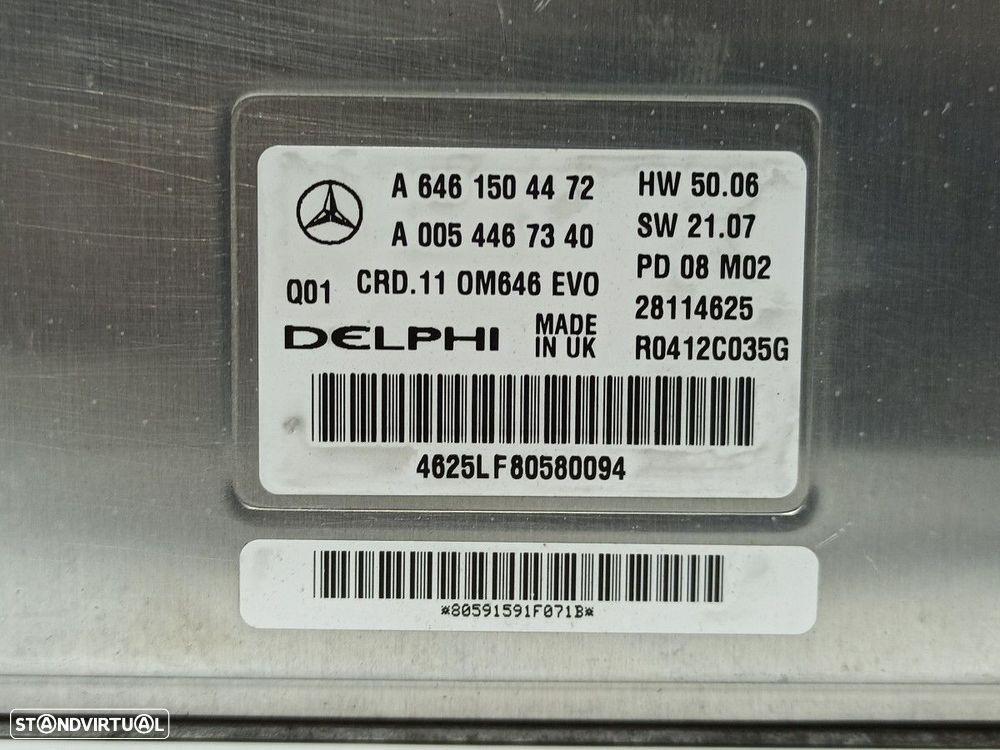 A 646 150 44 72
A 005 446 73 40
Q01 CRD.11 OM646 EVO
DELPHI MADE IN UK
HW 50.06
SW 21.07
PD 08 M02
28114625
R0412C035G
4625LF80580094
*80591591F071B*
STANDVIRTUAL